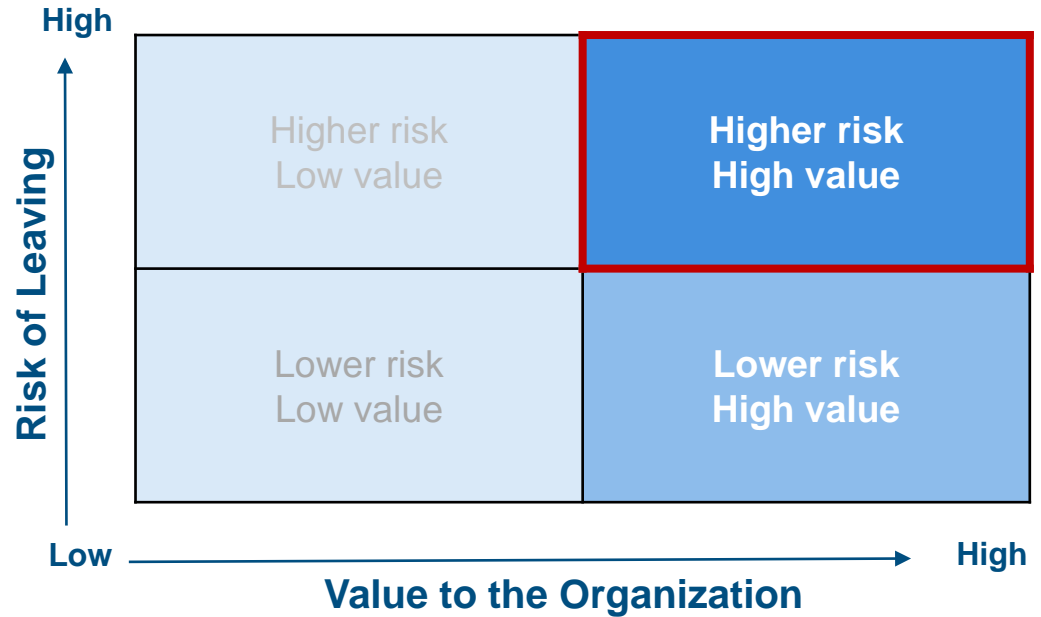 High
Higher risk
Low value
Higher risk
High value
Risk of Leaving
Lower risk
Low value
Lower risk
High value
Low
High
Value to the Organization